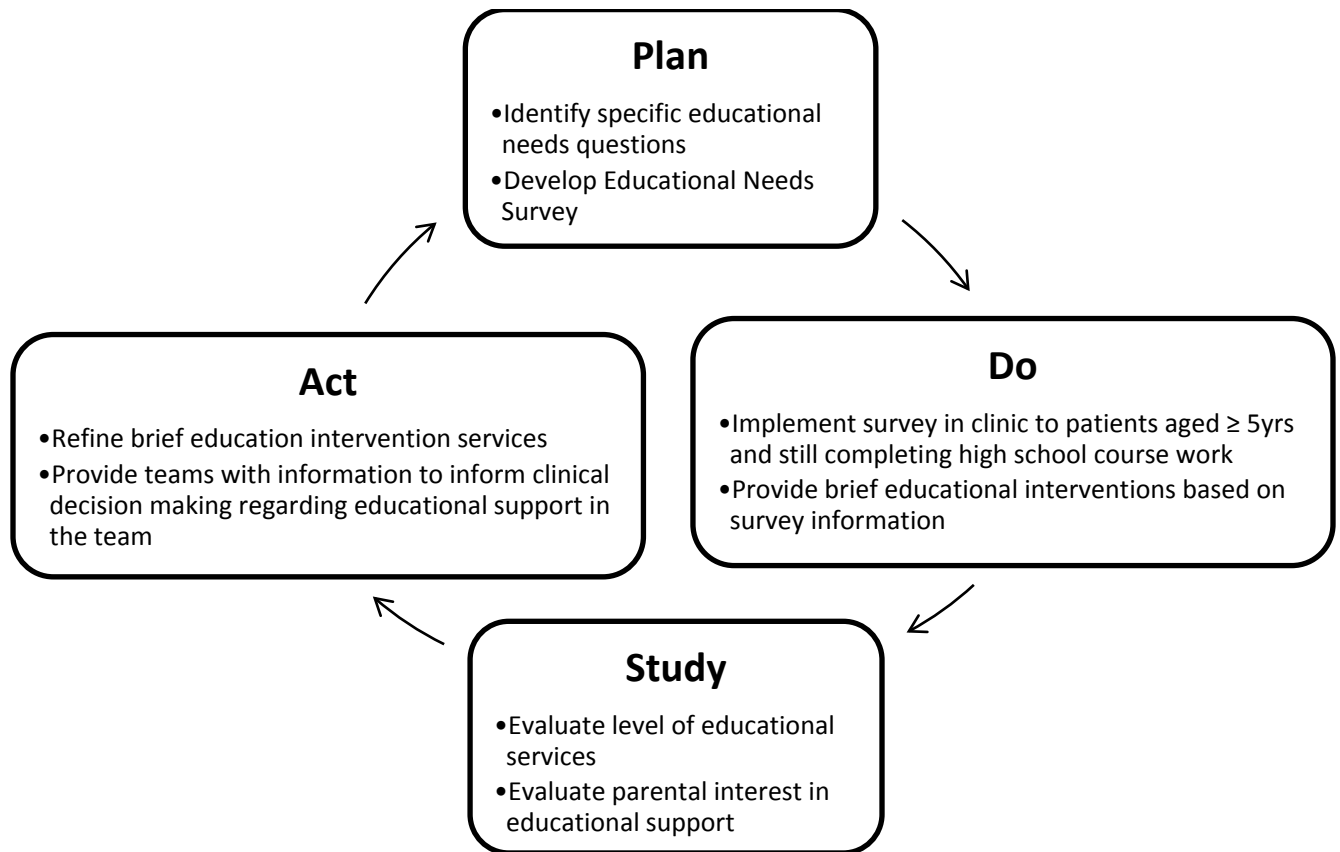 Plan
•Identify specific educational
needs questions
•Develop Educational Needs
Survey
Act
•Refine brief education intervention services
•Provide teams with information to inform clinical
decision making regarding educational support in
the team
Do
•Implement survey in clinic to patients aged ≥ 5yrs
and still completing high school course work
•Provide brief educational interventions based on
survey information
Study
•Evaluate level of educational
services
•Evaluate parental interest in
educational support